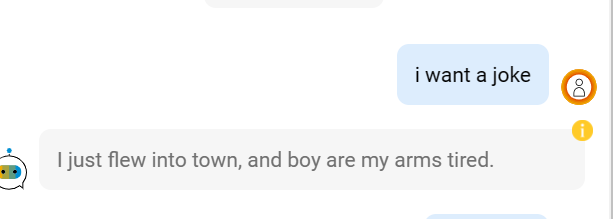 i want a joke
I just flew into town, and boy are my arms tired.